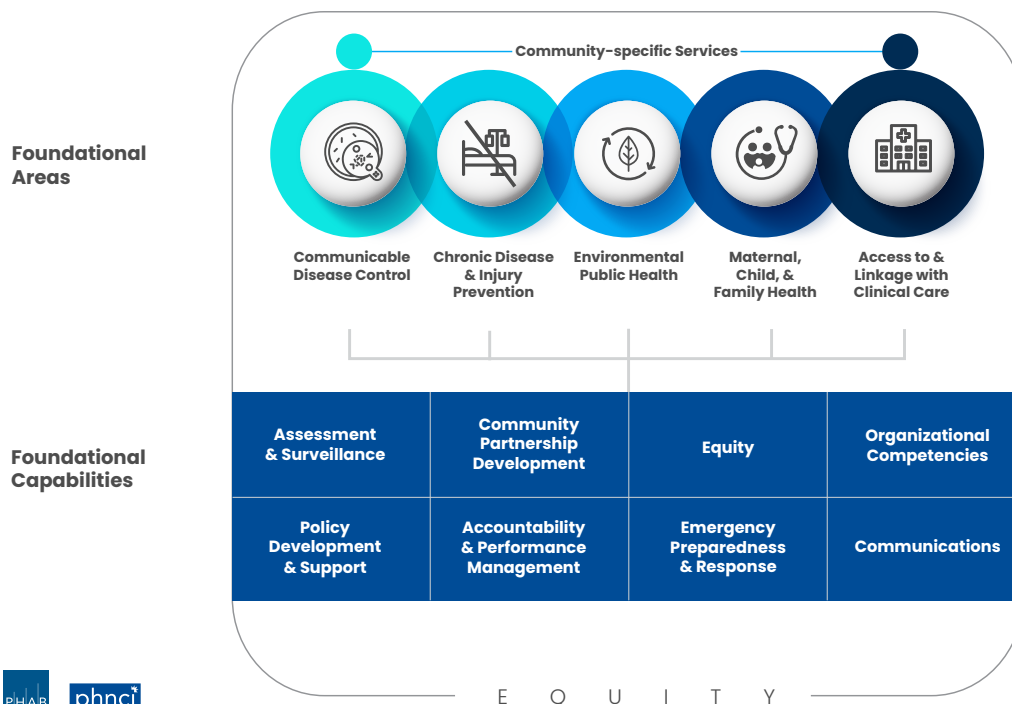 Community-specific Services
Foundational
Areas
Communicable
Disease Control
Chronic Disease
& Injury
Prevention
Environmental
Public Health
Maternal,
Child, &
Family Health
Access to &
Linkage with
Clinical Care
Foundational
Capabilities
Assessment
& Surveillance
Community
Partnership
Development
Equity
Organizational
Competencies
Policy
Development
& Support
Accountability
& Performance
Management
Emergency
Preparedness
& Response
Communications
PHAB
phnci
EQUITY